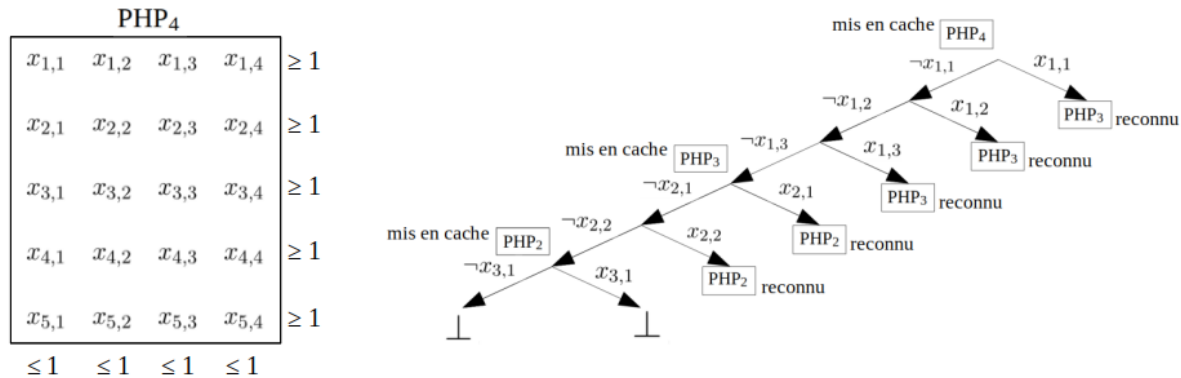 PHP₄
x₁,₁ x₁,₂ x₁,₃ x₁,₄ ≥ 1
x₂,₁ x₂,₂ x₂,₃ x₂,₄ ≥ 1
x₃,₁ x₃,₂ x₃,₃ x₃,₄ ≥ 1
x₄,₁ x₄,₂ x₄,₃ x₄,₄ ≥ 1
x₅,₁ x₅,₂ x₅,₃ x₅,₄ ≥ 1
≤ 1 ≤ 1 ≤ 1 ≤ 1
mis en cache PHP₄
¬x₁,₁ x₁,₁
PHP₃ reconnu
¬x₁,₂ x₁,₂
PHP₃ reconnu
¬x₁,₃ x₁,₃
PHP₃ reconnu
mis en cache PHP₃
¬x₂,₁ x₂,₁
PHP₂ reconnu
¬x₂,₂ x₂,₂
PHP₂ reconnu
mis en cache PHP₂
¬x₃,₁ x₃,₁
⊥ ⊥